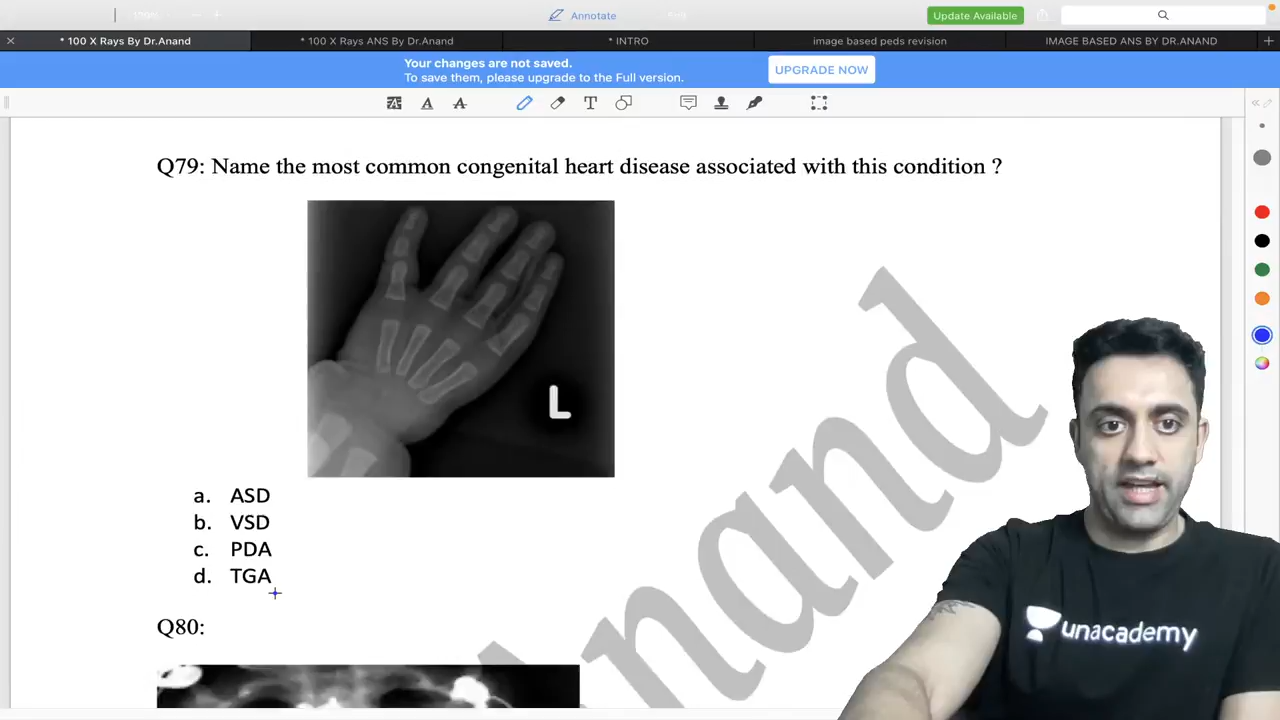 Annotate
Update Available
* 100 X Rays By Dr.Anand
* 100 X Rays ANS By Dr.Anand
* INTRO
image based peds revision
IMAGE BASED ANS BY DR.ANAND
Your changes are not saved.
To save them, please upgrade to the Full version.
UPGRADE NOW
Q79: Name the most common congenital heart disease associated with this condition ?
L
a. ASD
b. VSD
c. PDA
d. TGA
Q80:
Anand
unacademy